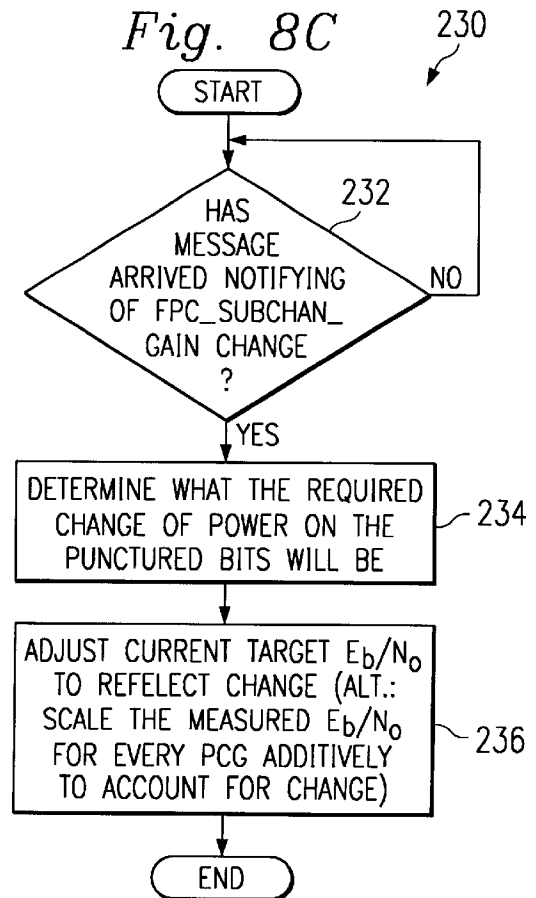 Fig. 8C
230
START
232
HAS
MESSAGE
ARRIVED NOTIFYING
OF FPC_SUBCHAN_
GAIN CHANGE
?
NO
YES
DETERMINE WHAT THE REQUIRED
CHANGE OF POWER ON THE
PUNCTURED BITS WILL BE
234
ADJUST CURRENT TARGET Eb/No
TO REFELECT CHANGE (ALT.:
SCALE THE MEASURED Eb/No
FOR EVERY PCG ADDITIVELY
TO ACCOUNT FOR CHANGE)
236
END